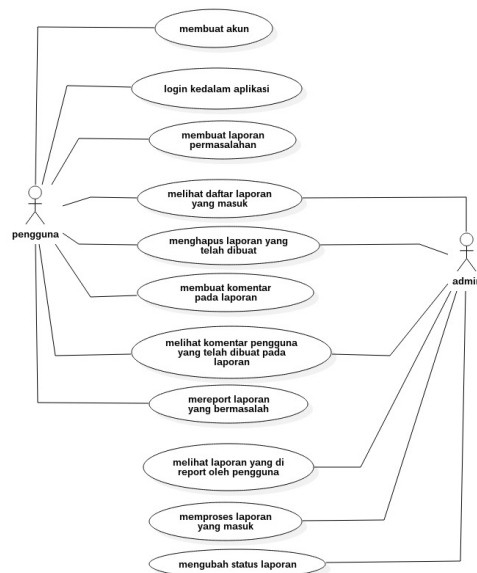 membuat akun
login kedalam aplikasi
membuat laporan
permasalahan
melihat daftar laporan
yang masuk
pengguna
menghapus laporan yang
telah dibuat
admin
membuat komentar
pada laporan
melihat komentar pengguna
yang telah dibuat pada
laporan
mereport laporan
yang bermasalah
melihat laporan yang di
report oleh pengguna
memproses laporan
yang masuk
mengubah status laporan